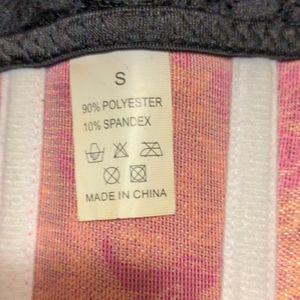 S
90% POLYESTER
10% SPANDEX
MADE IN CHINA